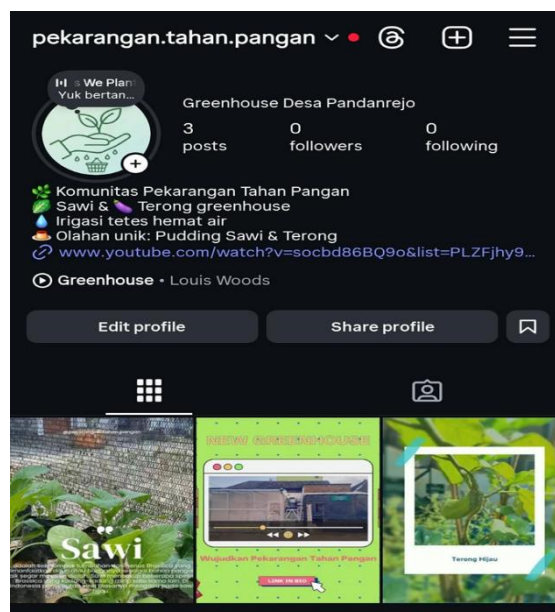 pekarangan.tahan.pangan
We Plan
Yuk bertan...
Greenhouse Desa Pandanrejo
3 0 0
posts followers following
🌿 Komunitas Pekarangan Tahan Pangan
🥬 Sawi & 🍆 Terong greenhouse
💧 Irigasi tetes hemat air
🍮 Olahan unik: Pudding Sawi & Terong
www.youtube.com/watch?v=socbd86BQ9o&list=PLZFjhy9...
Greenhouse • Louis Woods
Edit profile Share profile
NEW GREENHOUSE
Sawi
Wujudkan Pekarangan Tahan Pangan
Terong Hijau
LINK IN BIO